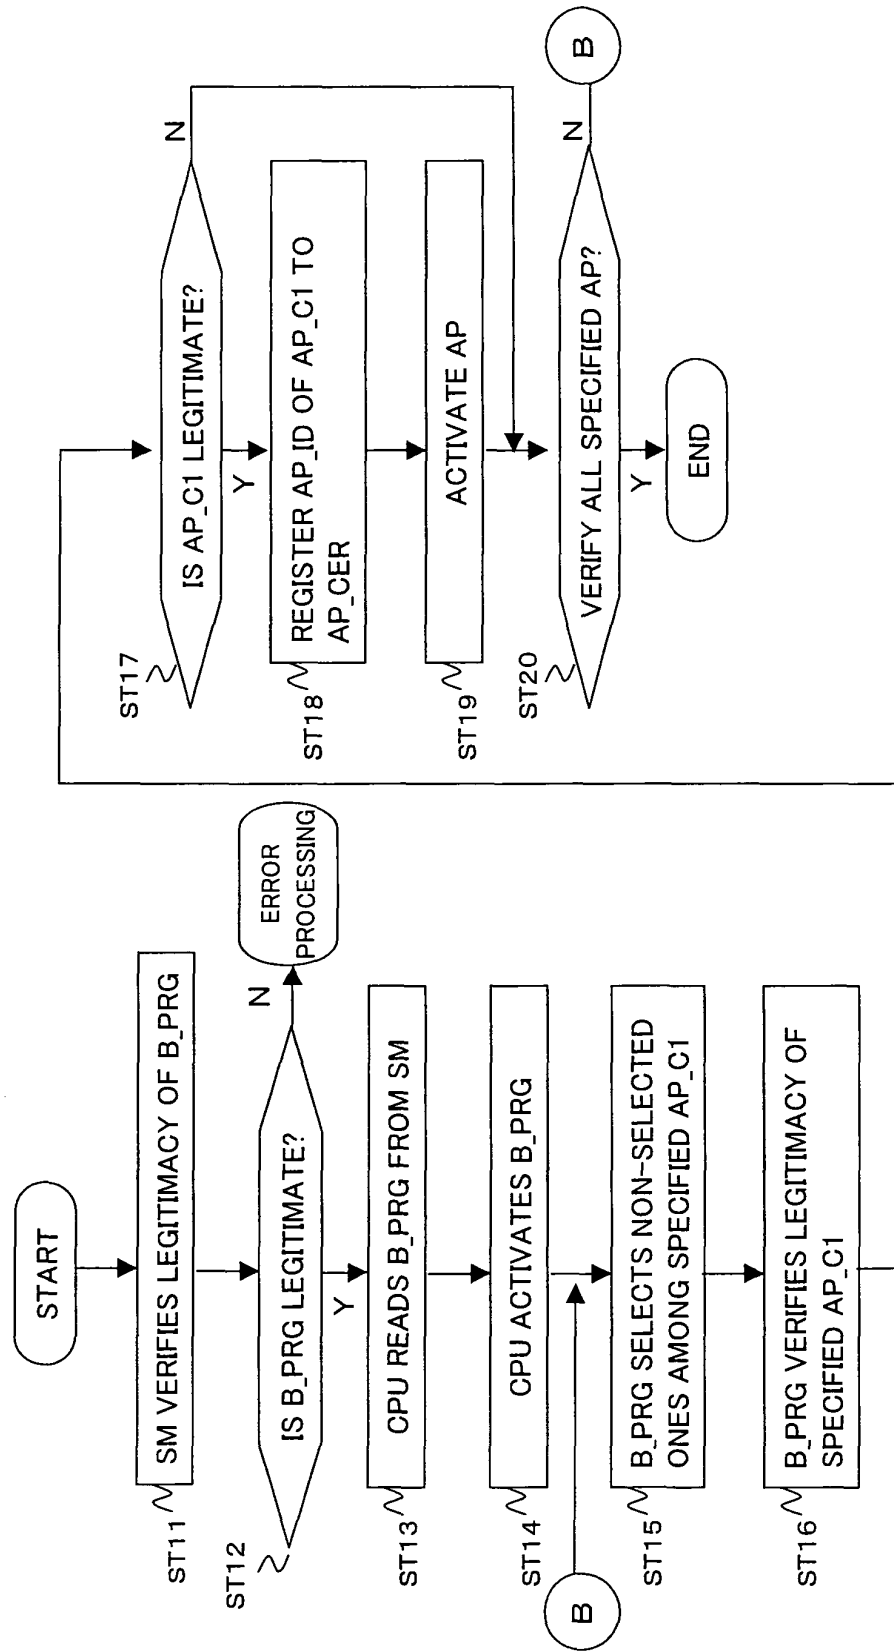 START
ST11
SM VERIFIES LEGITIMACY OF B_PRG
ST12
IS B_PRG LEGITIMATE?
N
ERROR
PROCESSING
Y
ST13
CPU READS B_PRG FROM SM
ST14
CPU ACTIVATES B_PRG
B
ST15
B_PRG SELECTS NON-SELECTED
ONES AMONG SPECIFIED AP_C1
ST16
B_PRG VERIFIES LEGITIMACY OF
SPECIFIED AP_C1
ST17
IS AP_C1 LEGITIMATE?
N
Y
ST18
REGISTER AP_ID OF AP_C1 TO
AP_CER
ST19
ACTIVATE AP
ST20
VERIFY ALL SPECIFIED AP?
N
B
Y
END